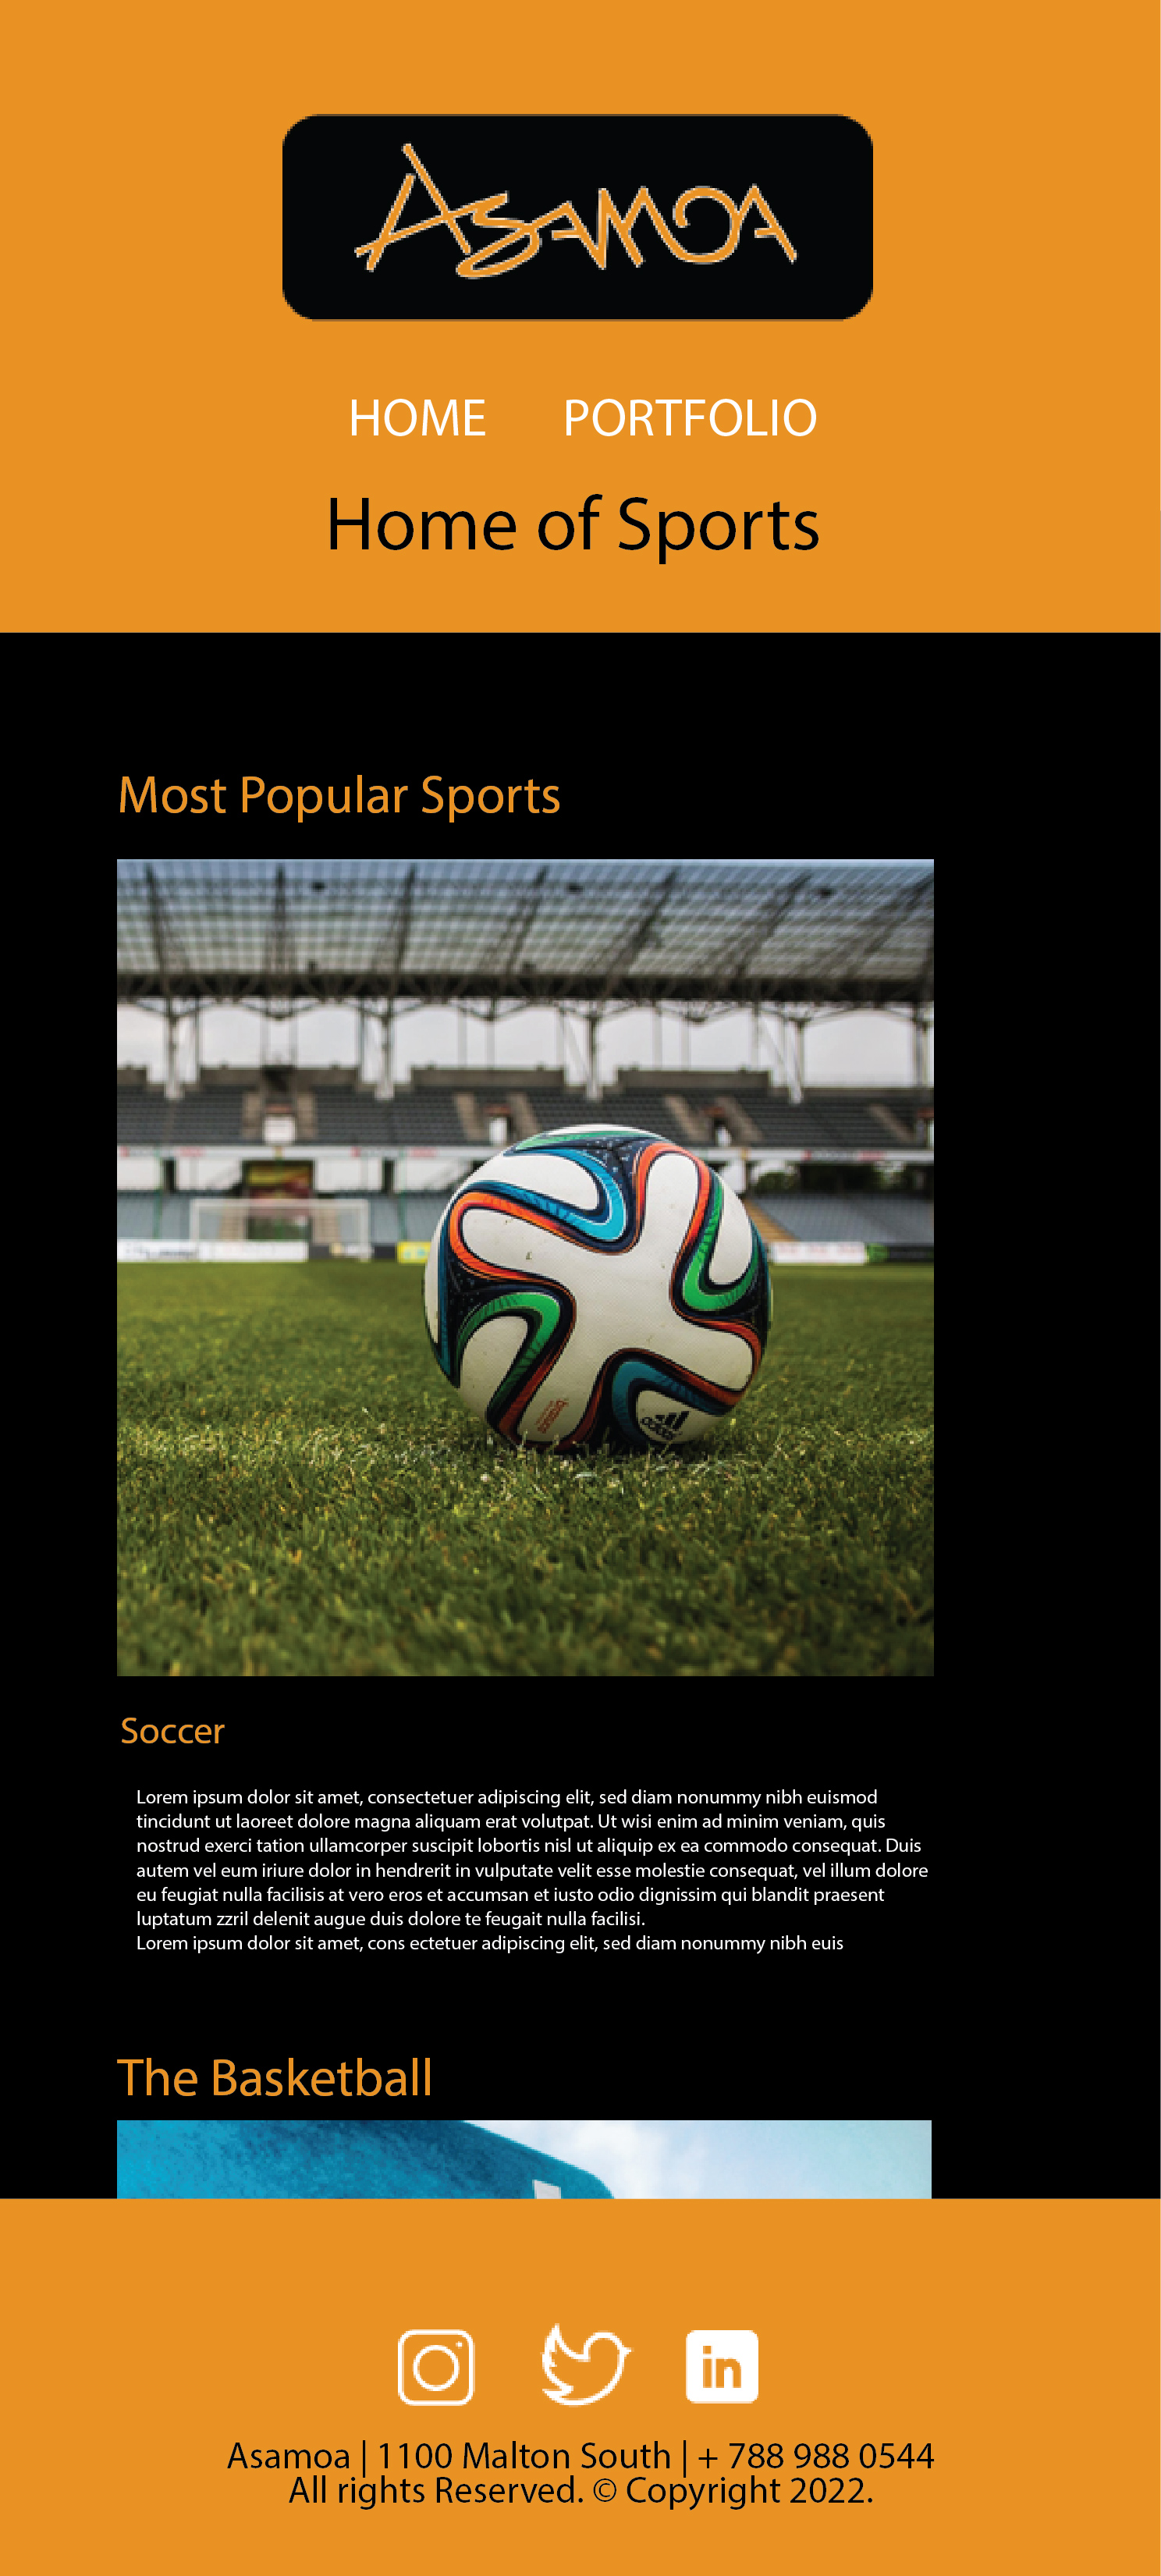 ASAMOA
HOME PORTFOLIO
Home of Sports
Most Popular Sports
adidas
Soccer
Lorem ipsum dolor sit amet, consectetuer adipiscing elit, sed diam nonummy nibh euismod
tincidunt ut laoreet dolore magna aliquam erat volutpat. Ut wisi enim ad minim veniam, quis
nostrud exerci tation ullamcorper suscipit lobortis nisl ut aliquip ex ea commodo consequat. Duis
autem vel eum iriure dolor in hendrerit in vulputate velit esse molestie consequat, vel illum dolore
eu feugiat nulla facilisis at vero eros et accumsan et iusto odio dignissim qui blandit praesent
luptatum zzril delenit augue duis dolore te feugait nulla facilisi.
Lorem ipsum dolor sit amet, cons ectetuer adipiscing elit, sed diam nonummy nibh euis
The Basketball
in
Asamoa | 1100 Malton South | + 788 988 0544
All rights Reserved. © Copyright 2022.